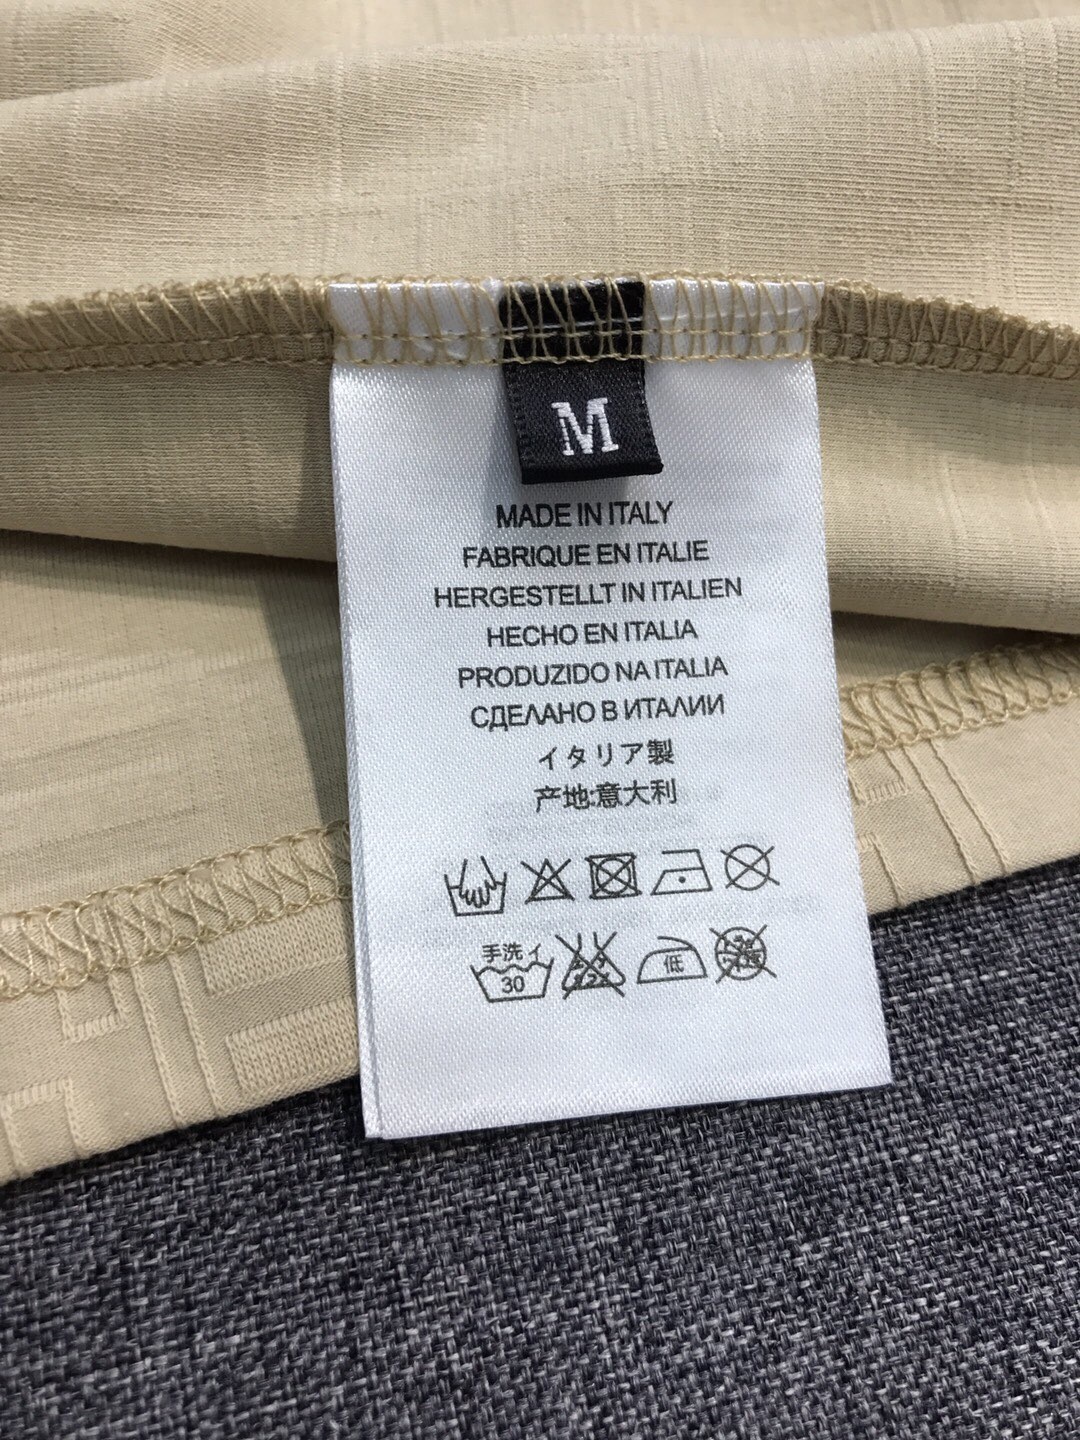 M
MADE IN ITALY
FABRIQUE EN ITALIE
HERGESTELLT IN ITALIEN
HECHO EN ITALIA
PRODUZIDO NA ITALIA
СДЕЛАНО В ИТАЛИИ
イタリア製
产地:意大利
手洗イ
30
低